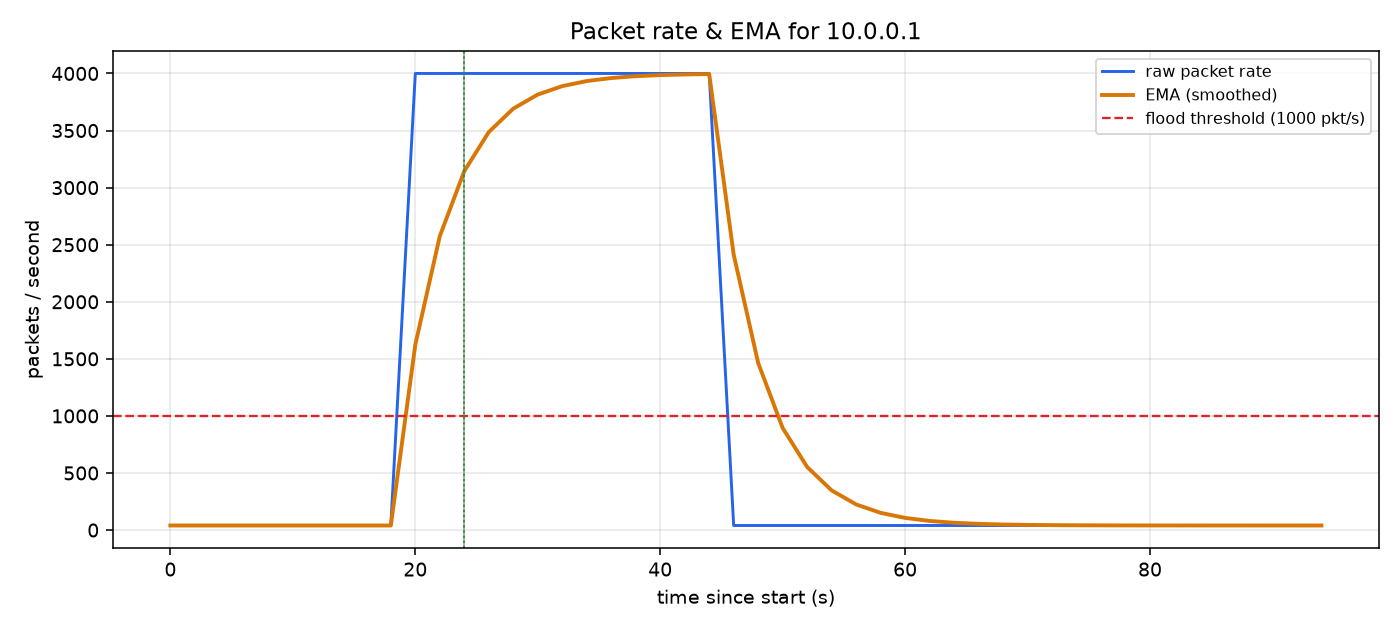 Packet rate & EMA for 10.0.0.1
raw packet rate
EMA (smoothed)
flood threshold (1000 pkt/s)
packets / second
4000
3500
3000
2500
2000
1500
1000
500
0
0 20 40 60 80
time since start (s)